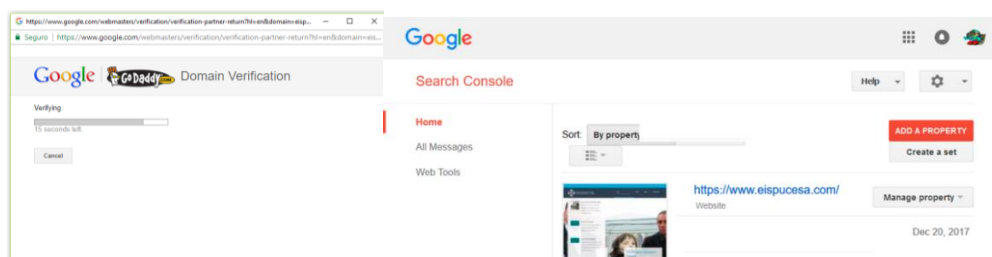 https://www.google.com/webmasters/verification/verification-partner-return?hl=en&domain=eisp...
Seguro | https://www.google.com/webmasters/verification/verification-partner-return?hl=en&domain=eis...
Google GoDaddy.com Domain Verification
Verifying
15 seconds left
Cancel
Google
Search Console
Help
Home
All Messages
Web Tools
Sort: By property
ADD A PROPERTY
Create a set
https://www.eispucesa.com/
Website
Manage property
Dec 20, 2017